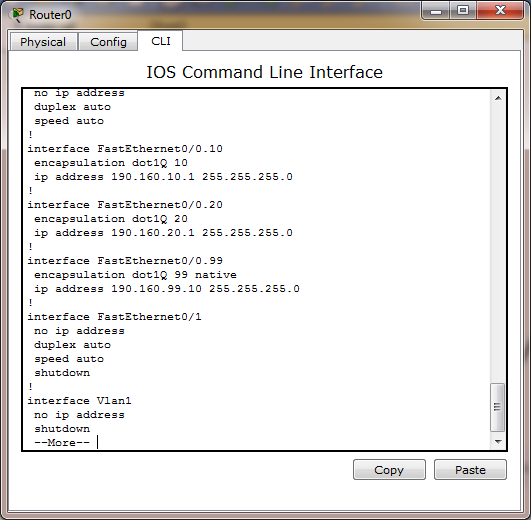 Router0
Physical Config CLI
IOS Command Line Interface
no ip address
duplex auto
speed auto
!
interface FastEthernet0/0.10
encapsulation dot1Q 10
ip address 190.160.10.1 255.255.255.0
!
interface FastEthernet0/0.20
encapsulation dot1Q 20
ip address 190.160.20.1 255.255.255.0
!
interface FastEthernet0/0.99
encapsulation dot1Q 99 native
ip address 190.160.99.10 255.255.255.0
!
interface FastEthernet0/1
no ip address
duplex auto
speed auto
shutdown
!
interface Vlan1
no ip address
shutdown
--More--
Copy Paste